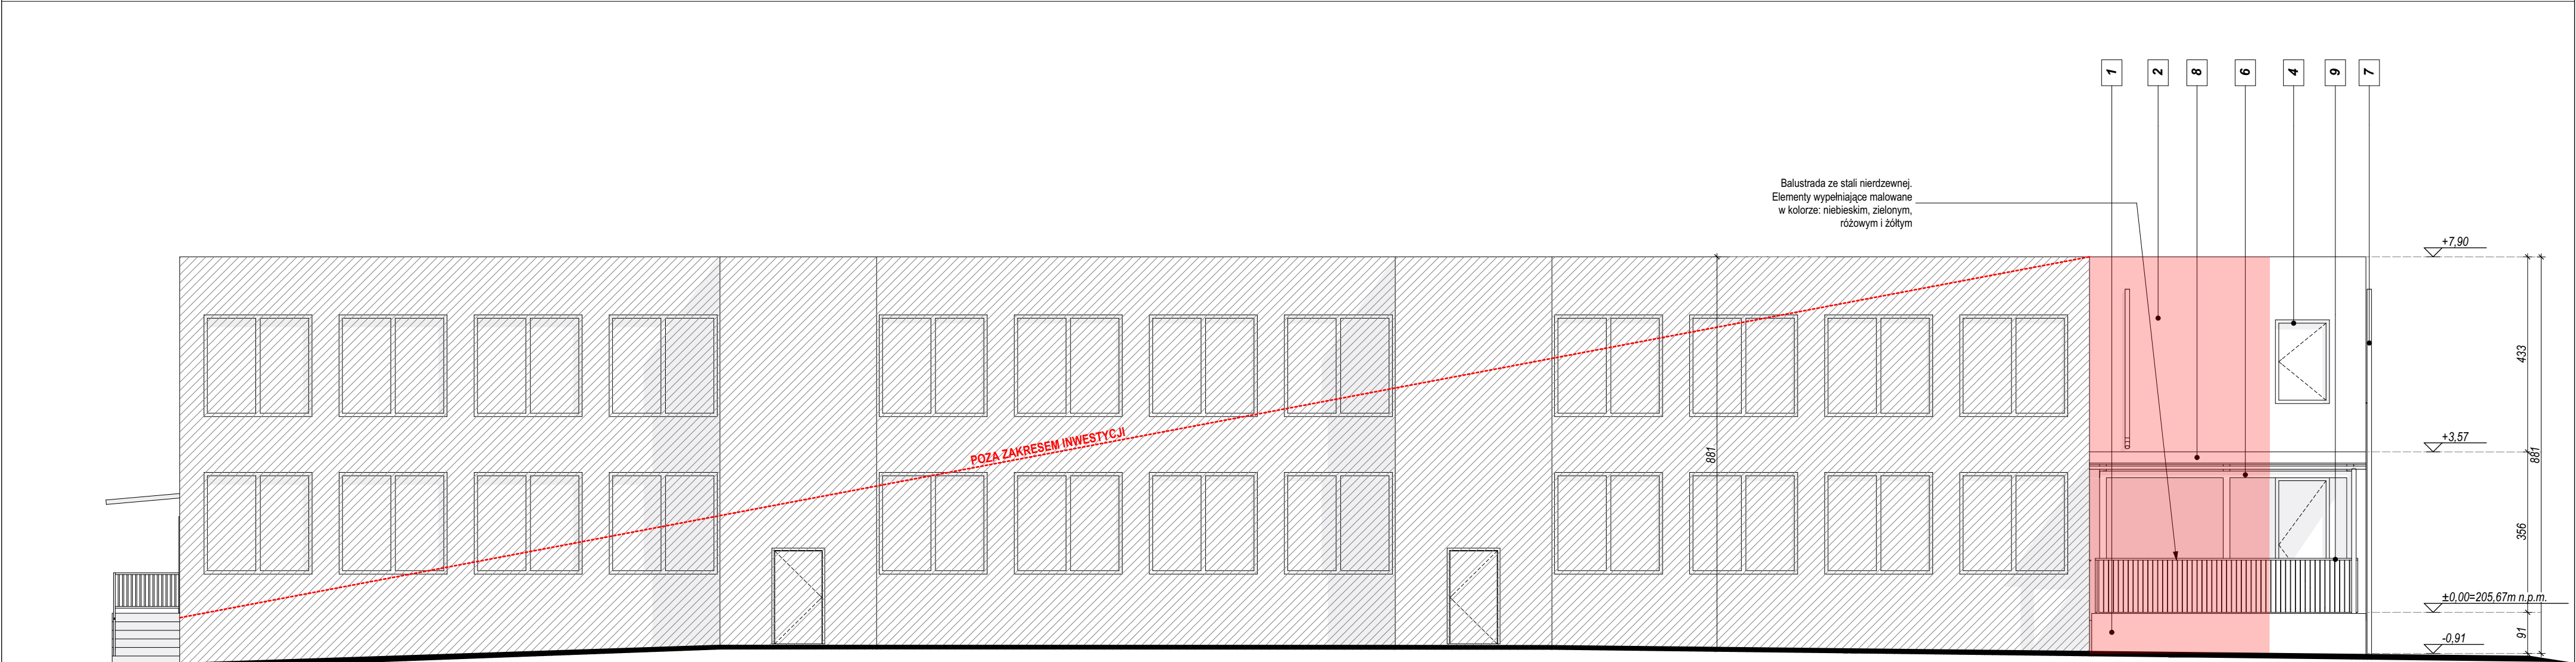 1
2
8
6
4
9
7
Balustrada ze stali nierdzewnej.
Elementy wypełniające malowane
w kolorze: niebieskim, zielonym,
różowym i żółtym
+7,90
433
POZA ZAKRESEM INWESTYCJI
881
+3,57
881
356
±0,00=205,67m n.p.m.
91
-0,91